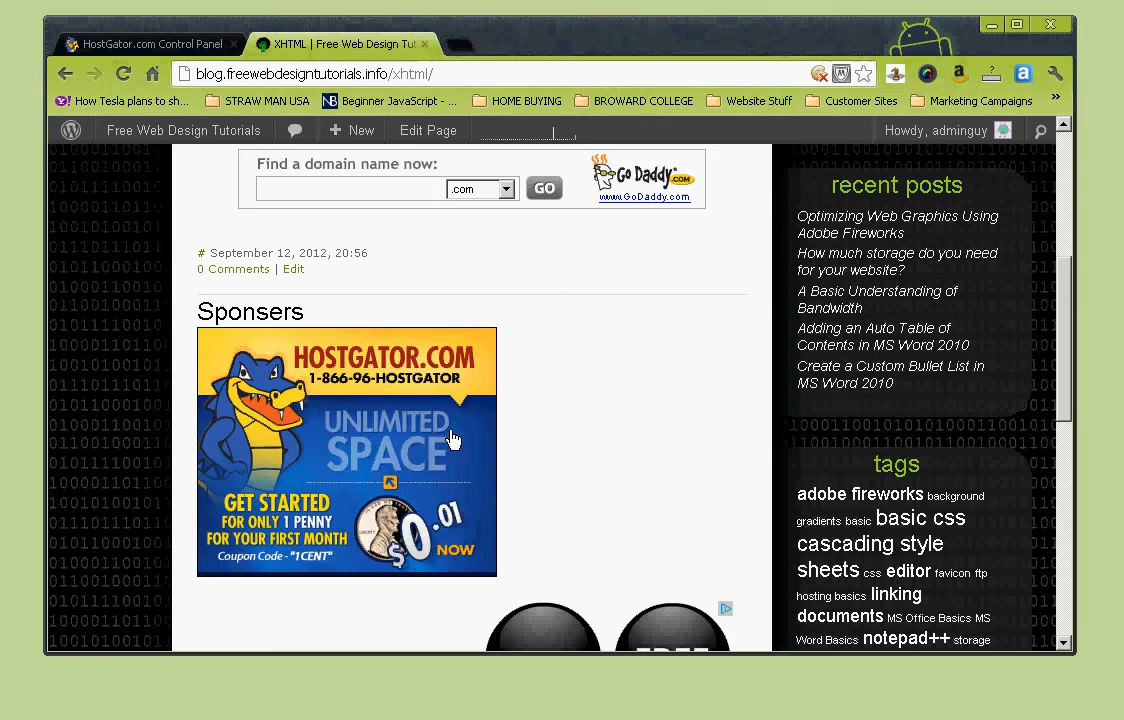 HostGator.com Control Panel
XHTML | Free Web Design Tut
blog.freewebdesigntutorials.info/xhtml/
How Tesla plans to sh...
STRAW MAN USA
NB Beginner JavaScript - ...
HOME BUYING
BROWARD COLLEGE
Website Stuff
Customer Sites
Marketing Campaigns
»
Free Web Design Tutorials
New
Edit Page
Howdy, adminguy
Find a domain name now:
.com
GO
Go Daddy.COM
www.GoDaddy.com
# September 12, 2012, 20:56
0 Comments | Edit
Sponsers
HOSTGATOR.COM
1-866-96-HOSTGATOR
UNLIMITED
SPACE
GET STARTED
FOR ONLY 1 PENNY
FOR YOUR FIRST MONTH
Coupon Code - "1CENT"
$0.01
NOW
recent posts
Optimizing Web Graphics Using
Adobe Fireworks
How much storage do you need
for your website?
A Basic Understanding of
Bandwidth
Adding an Auto Table of
Contents in MS Word 2010
Create a Custom Bullet List in
MS Word 2010
tags
adobe fireworks background
gradients basic basic css
cascading style
sheets css editor favicon ftp
hosting basics linking
documents MS Office Basics MS
Word Basics notepad++ storage